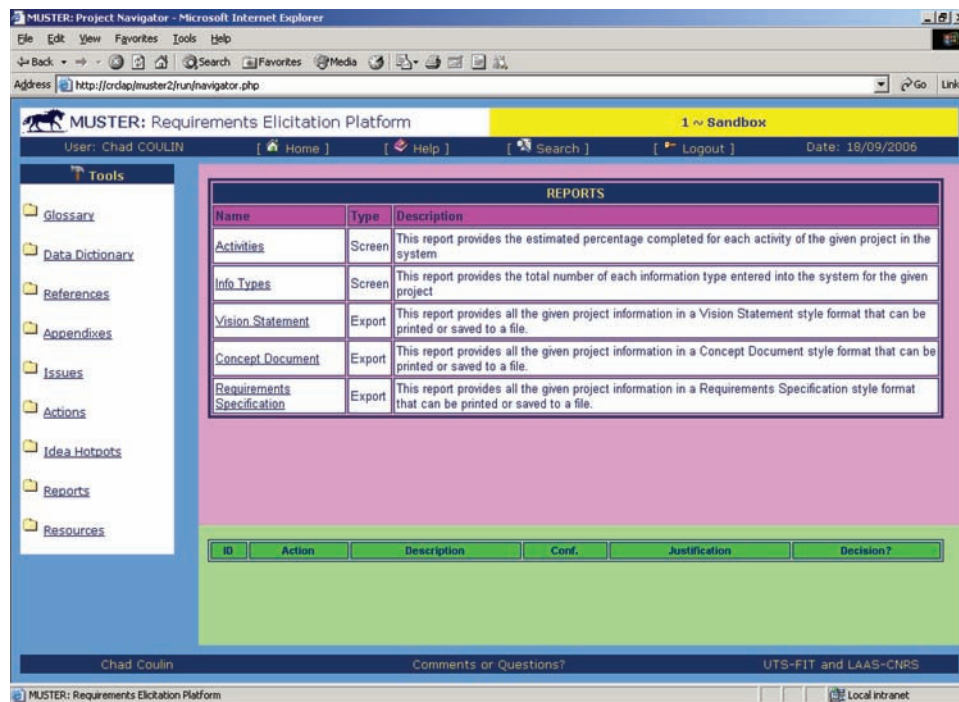 MUSTER: Project Navigator - Microsoft Internet Explorer
File Edit View Favorites Tools Help
Back Search Favorites Media
Address http://crclap/muster2/run/navigator.php Go Link
MUSTER: Requirements Elicitation Platform
1 ~ Sandbox
User: Chad COULIN [ Home ] [ Help ] [ Search ] [ Logout ] Date: 18/09/2006
Tools
Glossary
Data Dictionary
References
Appendixes
Issues
Actions
Idea Hotpots
Reports
Resources
REPORTS
Name Type Description
Activities Screen This report provides the estimated percentage completed for each activity of the given project in the
system
Info Types Screen This report provides the total number of each information type entered into the system for the given
project
Vision Statement Export This report provides all the given project information in a Vision Statement style format that can be
printed or saved to a file.
Concept Document Export This report provides all the given project information in a Concept Document style format that can be
printed or saved to a file.
Requirements
Specification Export This report provides all the given project information in a Requirements Specification style format
that can be printed or saved to a file.
ID Action Description Conf. Justification Decision?
Chad Coulin Comments or Questions? UTS-FIT and LAAS-CNRS
MUSTER: Requirements Elicitation Platform Local intranet